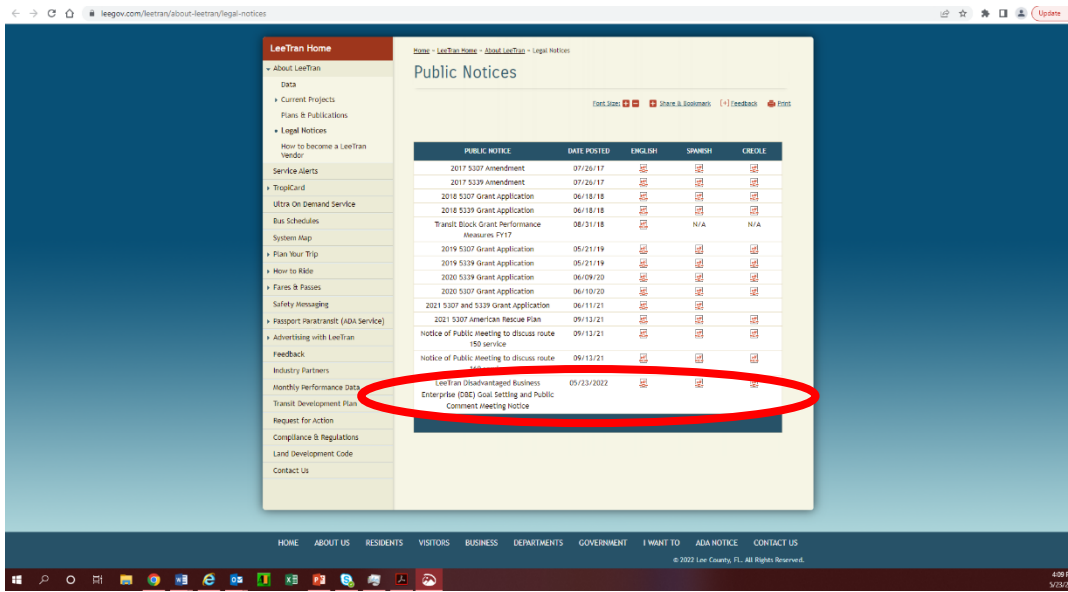 leegov.com/leetran/about-leetran/legal-notices
Update
LeeTran Home
About LeeTran
Data
Current Projects
Plans & Publications
Legal Notices
How to become a LeeTran
Vendor
Service Alerts
TropiCard
Ultra On Demand Service
Bus Schedules
System Map
Plan Your Trip
How to Ride
Fares & Passes
Safety Messaging
Passport Paratransit (ADA Service)
Advertising with LeeTran
Feedback
Industry Partners
Monthly Performance Data
Transit Development Plan
Request for Action
Compliance & Regulations
Land Development Code
Contact Us
Home - LeeTran Home - About LeeTran - Legal Notices
Public Notices
Font Size: + - Share & Bookmark [+] Feedback Print
PUBLIC NOTICE DATE POSTED ENGLISH SPANISH CREOLE
2017 5307 Amendment 07/26/17
2017 5339 Amendment 07/26/17
2018 5307 Grant Application 06/18/18
2018 5339 Grant Application 06/18/18
Transit Block Grant Performance 08/31/18 N/A N/A
Measures FY17
2019 5307 Grant Application 05/21/19
2019 5339 Grant Application 05/21/19
2020 5339 Grant Application 06/09/20
2020 5307 Grant Application 06/10/20
2021 5307 and 5339 Grant Application 06/11/21
2021 5307 American Rescue Plan 09/13/21
Notice of Public Meeting to discuss route 09/13/21
150 service
Notice of Public Meeting to discuss route 09/13/21
LeeTran Disadvantaged Business 05/23/2022
Enterprise (DBE) Goal Setting and Public
Comment Meeting Notice
HOME ABOUT US RESIDENTS VISITORS BUSINESS DEPARTMENTS GOVERNMENT I WANT TO ADA NOTICE CONTACT US
© 2022 Lee County, FL. All Rights Reserved.
4:09 P
5/23/2